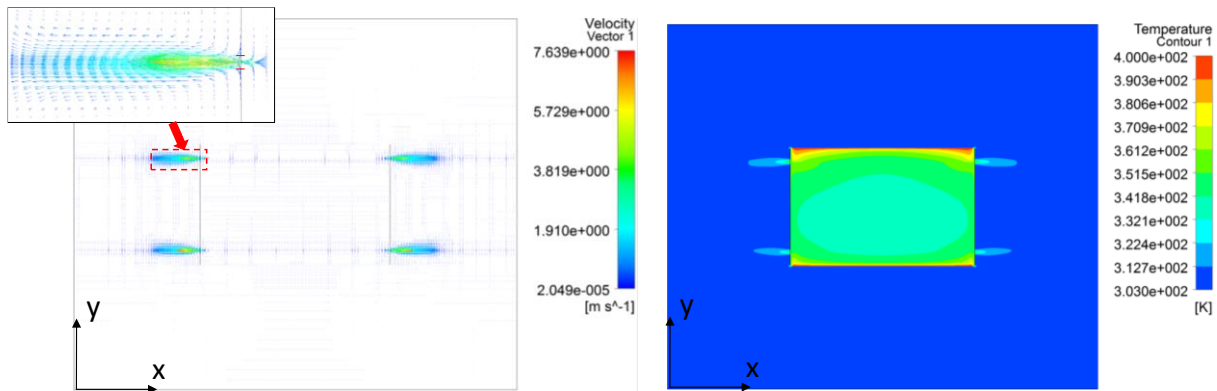 Velocity
Vector 1
7.639e+000
5.729e+000
3.819e+000
1.910e+000
2.049e-005
[m s^-1]
y
x
Temperature
Contour 1
4.000e+002
3.903e+002
3.806e+002
3.709e+002
3.612e+002
3.515e+002
3.418e+002
3.321e+002
3.224e+002
3.127e+002
3.030e+002
[K]
y
x